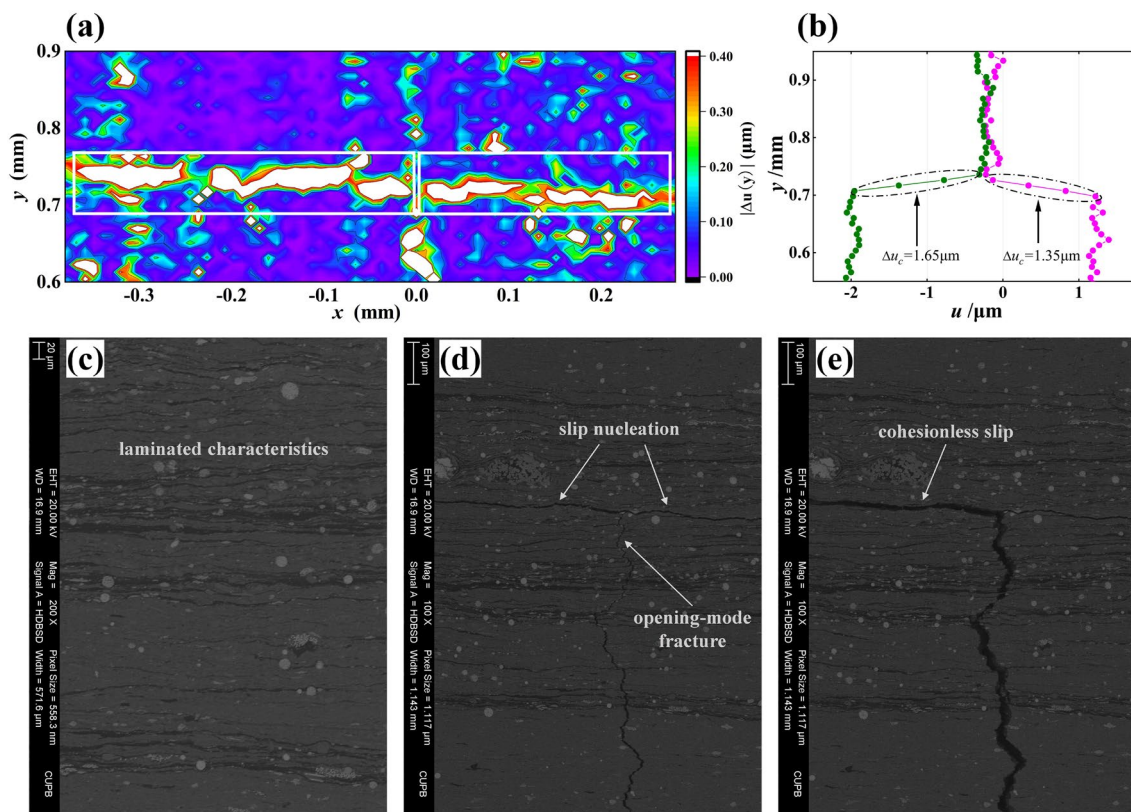 (a)
0.9
0.8
0.7
0.6
y (mm)
-0.3
-0.2
-0.1
0.0
0.1
0.2
x (mm)
0.40
0.30
0.20
0.10
0.00
|Δu (y) | (μm)
(b)
0.9
0.8
0.7
0.6
y /mm
Δu_c=1.65μm
Δu_c=1.35μm
-2
-1
0
1
u /μm
(c)
20 μm
laminated characteristics
EHT = 20.00 kV
WD = 16.9 mm
Mag = 200 X
Signal A = HDBSD
Pixel Size = 558.3 nm
Width = 571.6 μm
CUPB
(d)
100 μm
slip nucleation
opening-mode
fracture
EHT = 20.00 kV
WD = 16.9 mm
Mag = 100 X
Signal A = HDBSD
Pixel Size = 1.117 μm
Width = 1.143 mm
CUPB
(e)
100 μm
cohesionless slip
EHT = 20.00 kV
WD = 16.9 mm
Mag = 100 X
Signal A = HDBSD
Pixel Size = 1.117 μm
Width = 1.143 mm
CUPB